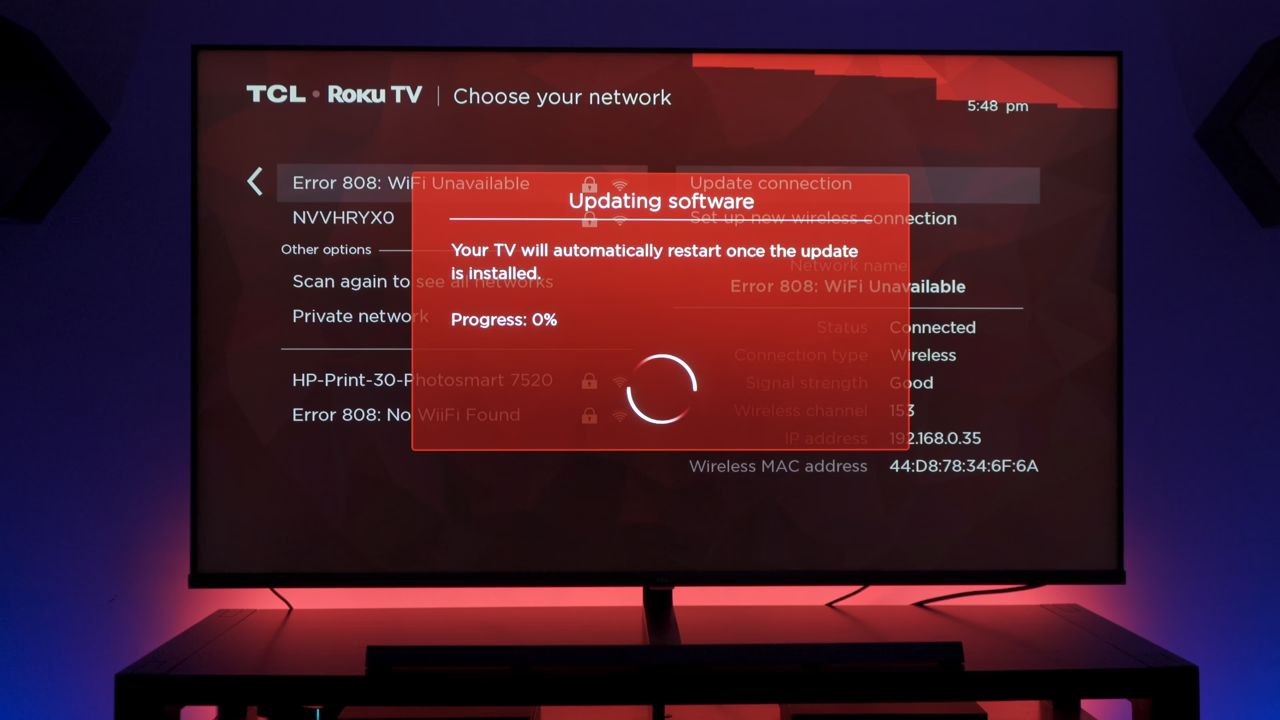 TCL • Roku TV | Choose your network
5:48 pm
Error 808: WiFi Unavailable
NVVHRYX0
Other options
Scan again to see all networks
Private network
HP-Print-30-Photosmart 7520
Error 808: No WiiFi Found
Updating software
Your TV will automatically restart once the update
is installed.
Progress: 0%
Update connection
Set up new wireless connection
Network name
Error 808: WiFi Unavailable
Status Connected
Connection type Wireless
Signal strength Good
Wireless channel 153
IP address 192.168.0.35
Wireless MAC address 44:D8:78:34:6F:6A